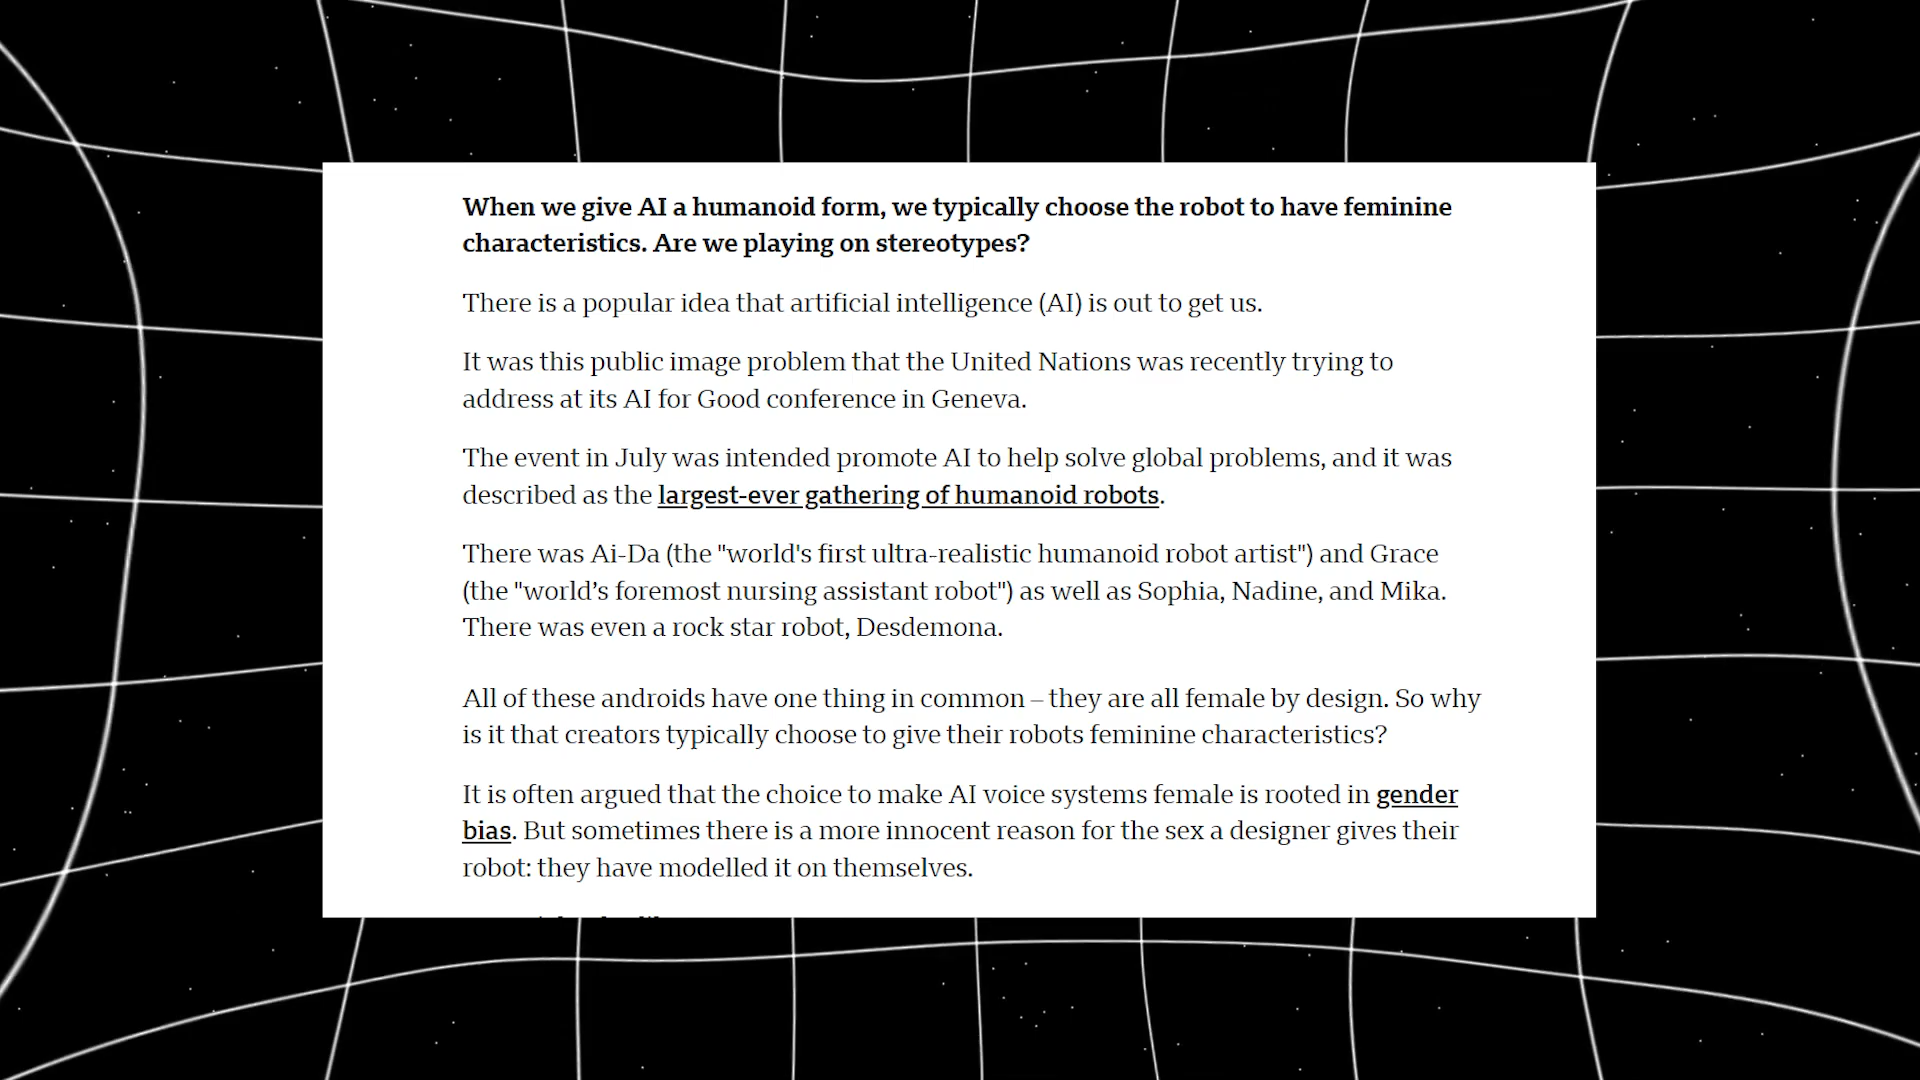 When we give AI a humanoid form, we typically choose the robot to have feminine
characteristics. Are we playing on stereotypes?
There is a popular idea that artificial intelligence (AI) is out to get us.
It was this public image problem that the United Nations was recently trying to
address at its AI for Good conference in Geneva.
The event in July was intended promote AI to help solve global problems, and it was
described as the largest-ever gathering of humanoid robots.
There was Ai-Da (the "world's first ultra-realistic humanoid robot artist") and Grace
(the "world’s foremost nursing assistant robot") as well as Sophia, Nadine, and Mika.
There was even a rock star robot, Desdemona.
All of these androids have one thing in common – they are all female by design. So why
is it that creators typically choose to give their robots feminine characteristics?
It is often argued that the choice to make AI voice systems female is rooted in gender
bias. But sometimes there is a more innocent reason for the sex a designer gives their
robot: they have modelled it on themselves.